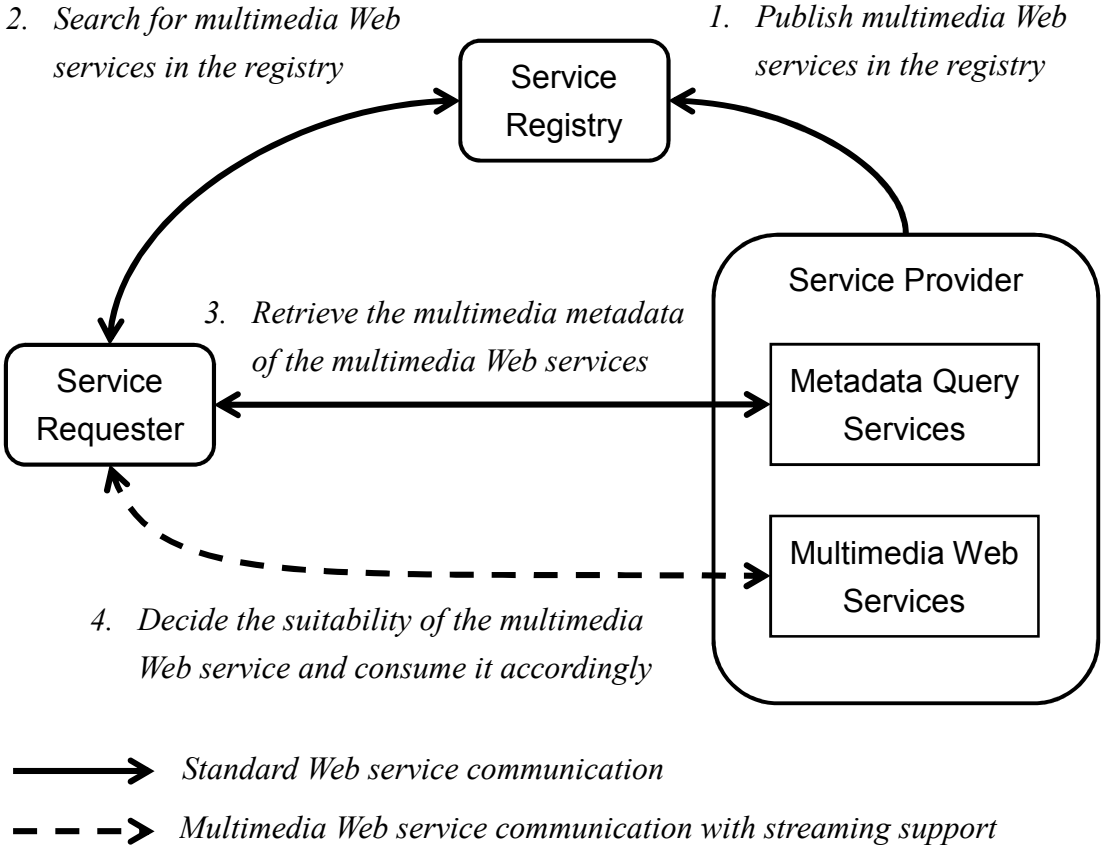 2. Search for multimedia Web
services in the registry
1. Publish multimedia Web
services in the registry
Service
Registry
Service Provider
3. Retrieve the multimedia metadata
of the multimedia Web services
Service
Requester
Metadata Query
Services
Multimedia Web
Services
4. Decide the suitability of the multimedia
Web service and consume it accordingly
Standard Web service communication
Multimedia Web service communication with streaming support